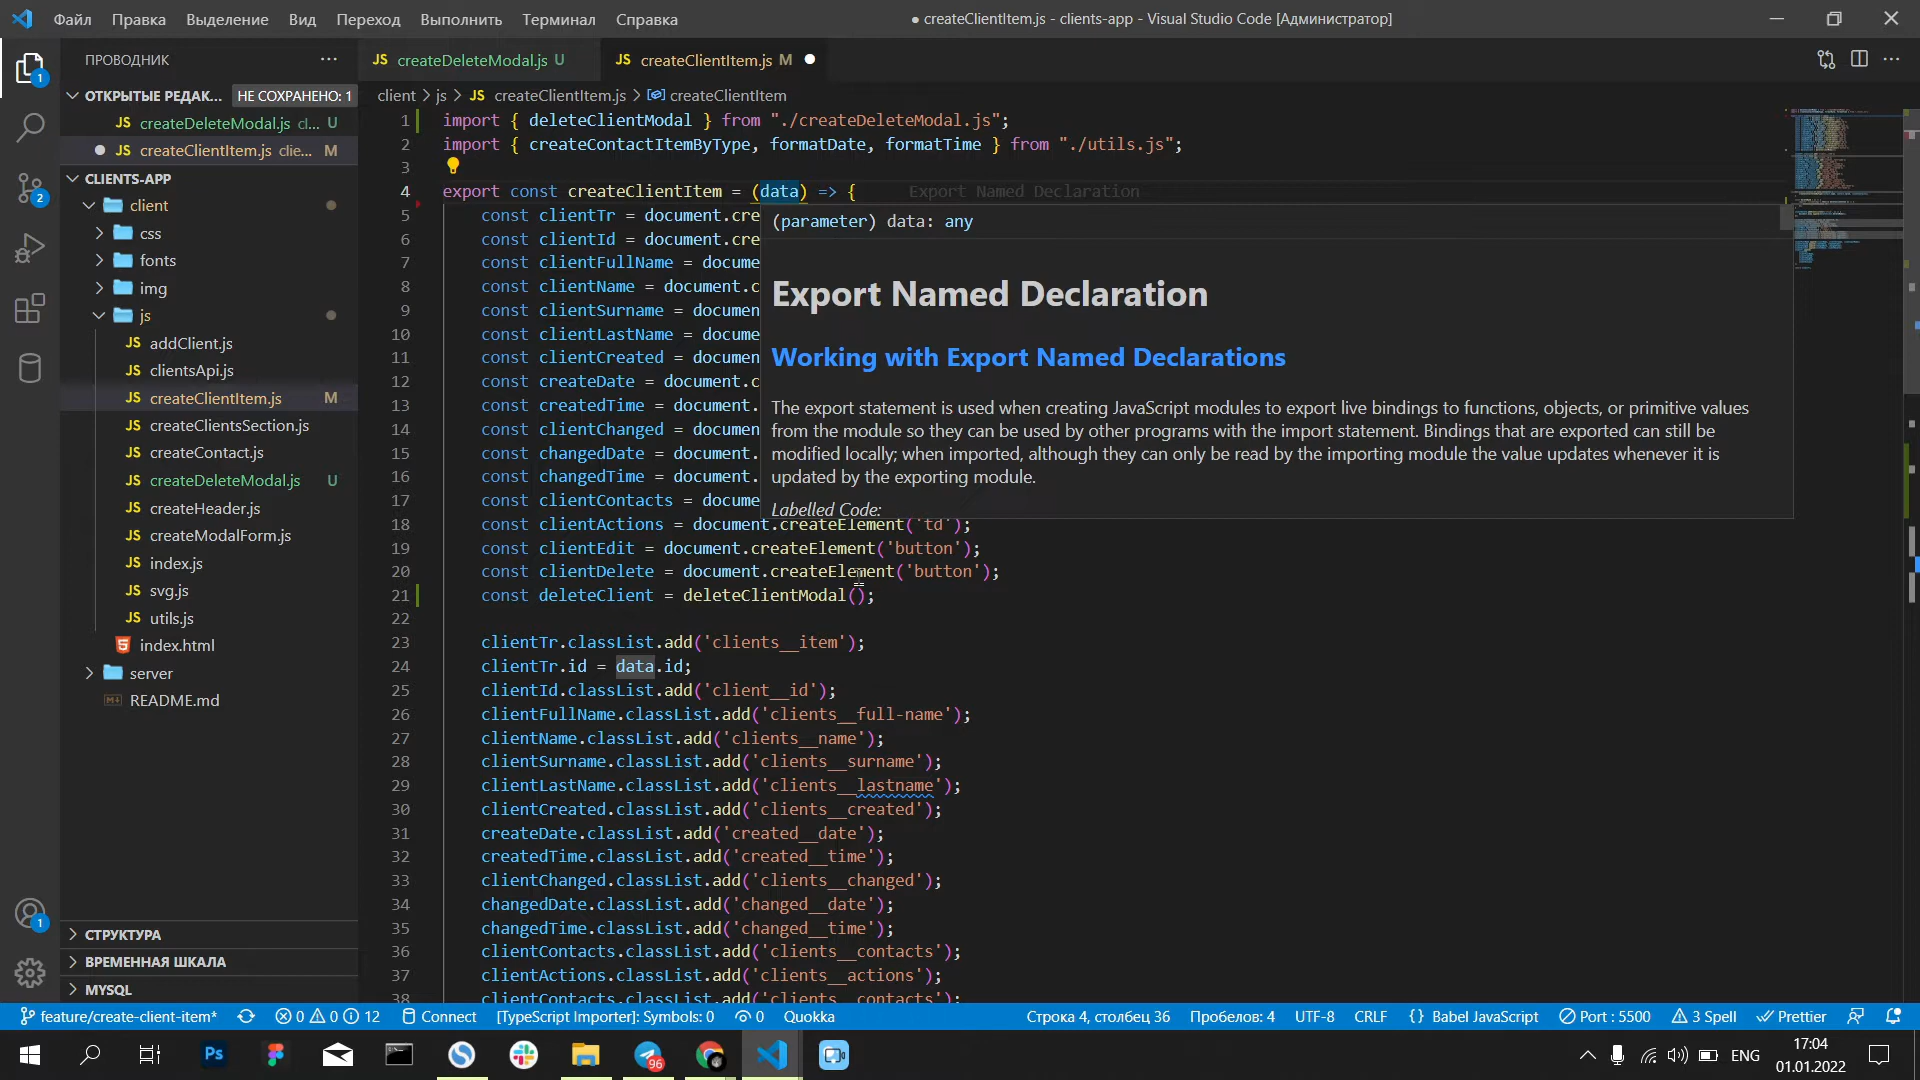 Файл Правка Выделение Вид Переход Выполнить Терминал Справка
● createClientItem.js - clients-app - Visual Studio Code [Администратор]
ПРОВОДНИК ···
JS createDeleteModal.js U
JS createClientItem.js M ●
ОТКРЫТЫЕ РЕДАК... НЕ СОХРАНЕНО: 1
JS createDeleteModal.js cl... U
● JS createClientItem.js clie... M
CLIENTS-APP
client
css
fonts
img
js
JS addClient.js
JS clientsApi.js
JS createClientItem.js M
JS createClientsSection.js
JS createContact.js
JS createDeleteModal.js U
JS createHeader.js
JS createModalForm.js
JS index.js
JS svg.js
JS utils.js
index.html
server
README.md
СТРУКТУРА
ВРЕМЕННАЯ ШКАЛА
MYSQL
client > js > JS createClientItem.js > createClientItem
1 import { deleteClientModal } from "./createDeleteModal.js";
2 import { createContactItemByType, formatDate, formatTime } from "./utils.js";
3
4 export const createClientItem = (data) => { Export Named Declaration
5 const clientTr = document.cre
6 const clientId = document.cre
7 const clientFullName = docume
8 const clientName = document.c
9 const clientSurname = documen
10 const clientLastName = docume
11 const clientCreated = documen
12 const createDate = document.c
13 const createdTime = document.
14 const clientChanged = documen
15 const changedDate = document.
16 const changedTime = document.
17 const clientContacts = docume
(parameter) data: any
Export Named Declaration
Working with Export Named Declarations
The export statement is used when creating JavaScript modules to export live bindings to functions, objects, or primitive values
from the module so they can be used by other programs with the import statement. Bindings that are exported can still be
modified locally; when imported, although they can only be read by the importing module the value updates whenever it is
updated by the exporting module.
Labelled Code:
18 const clientActions = document.createElement('td');
19 const clientEdit = document.createElement('button');
20 const clientDelete = document.createElement('button');
21 const deleteClient = deleteClientModal();
22
23 clientTr.classList.add('clients__item');
24 clientTr.id = data.id;
25 clientId.classList.add('client__id');
26 clientFullName.classList.add('clients__full-name');
27 clientName.classList.add('clients__name');
28 clientSurname.classList.add('clients__surname');
29 clientLastName.classList.add('clients__lastname');
30 clientCreated.classList.add('clients__created');
31 createDate.classList.add('created__date');
32 createdTime.classList.add('created__time');
33 clientChanged.classList.add('clients__changed');
34 changedDate.classList.add('changed__date');
35 changedTime.classList.add('changed__time');
36 clientContacts.classList.add('clients__contacts');
37 clientActions.classList.add('clients__actions');
38 clientContacts.classList.add('clients__contacts');
feature/create-client-item* 0 0 12 Connect [TypeScript Importer]: Symbols: 0 0 Quokka Строка 4, столбец 36 Пробелов: 4 UTF-8 CRLF {} Babel JavaScript Port : 5500 3 Spell Prettier
Ps 96 ENG 17:04
01.01.2022